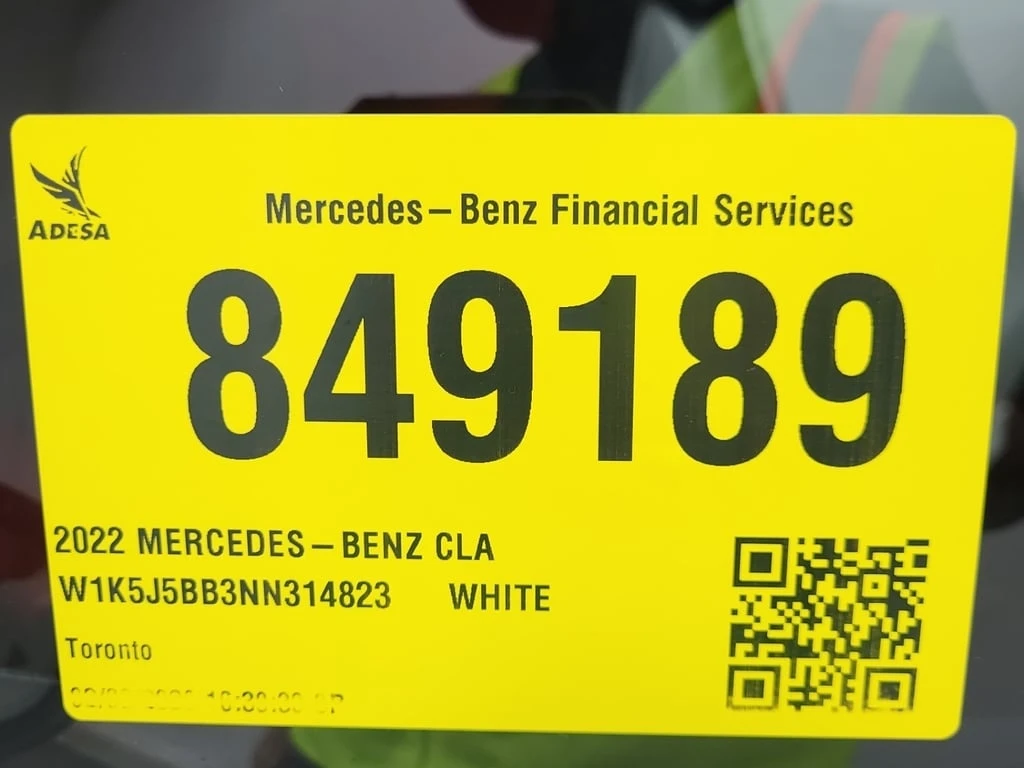 ADESA
Mercedes–Benz Financial Services
849189
2022 MERCEDES–BENZ CLA
W1K5J5BB3NN314823 WHITE
Toronto